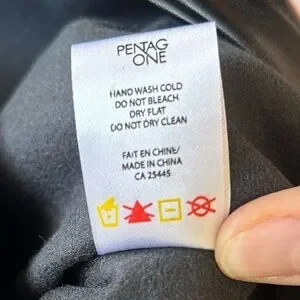 PENTAG
ONE
HAND WASH COLD
DO NOT BLEACH
DRY FLAT
DO NOT DRY CLEAN
FAIT EN CHINE/
MADE IN CHINA
CA 25445